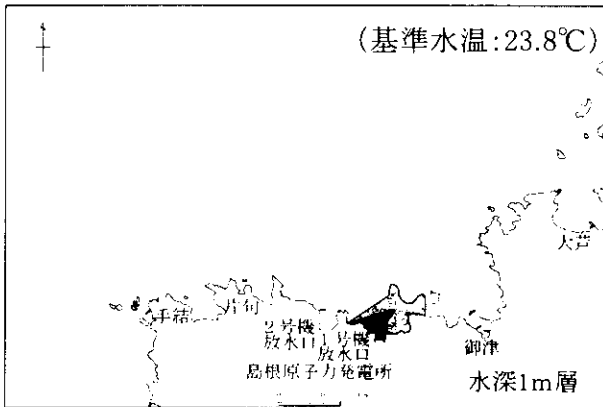 (基準水温:23.8℃)
大芦
手結
片句
2号機
放水口
1号機
放水口
御津
島根原子力発電所
水深1m層